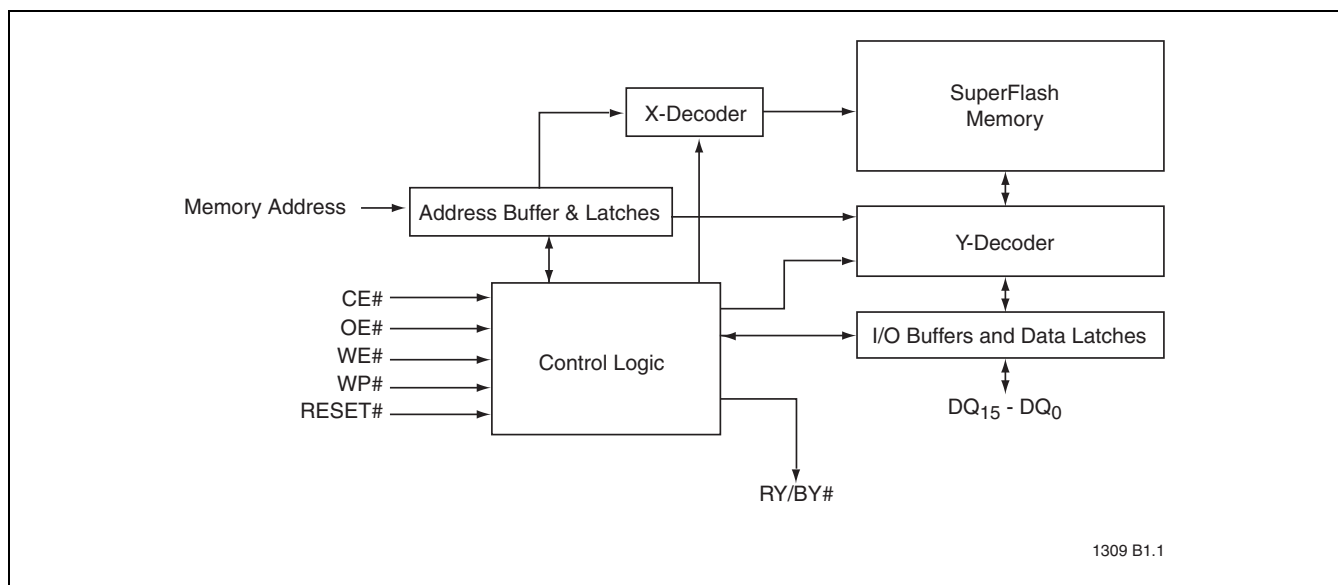 SuperFlash
Memory
X-Decoder
Memory Address
Address Buffer & Latches
Y-Decoder
CE#
OE#
WE#
WP#
RESET#
Control Logic
I/O Buffers and Data Latches
DQ15 - DQ0
RY/BY#
1309 B1.1